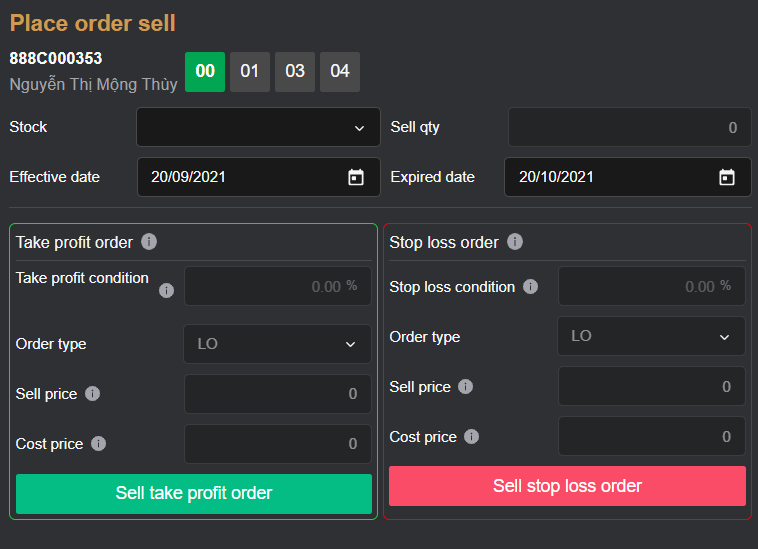 Place order sell
888C000353
Nguyễn Thị Mộng Thùy
00 01 03 04
Stock
Sell qty 0
Effective date 20/09/2021
Expired date 20/10/2021
Take profit order
Take profit condition 0.00 %
Order type LO
Sell price 0
Cost price 0
Sell take profit order
Stop loss order
Stop loss condition 0.00 %
Order type LO
Sell price 0
Cost price 0
Sell stop loss order